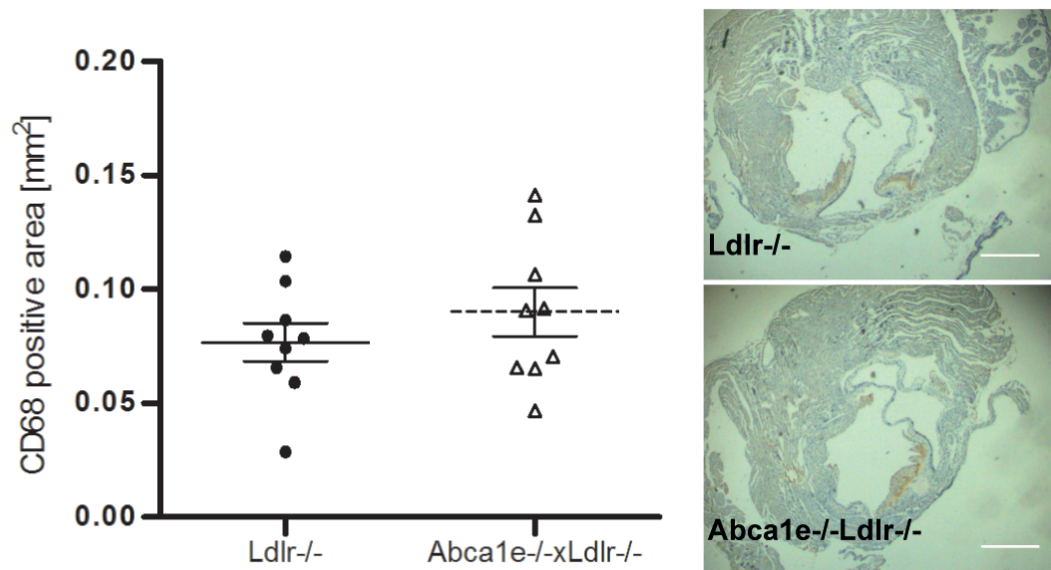 CD68 positive area [mm²]
0.20
0.15
0.10
0.05
0.00
Ldlr-/-
Abca1e-/-xLdlr-/-
Ldlr-/-
Abca1e-/-Ldlr-/-